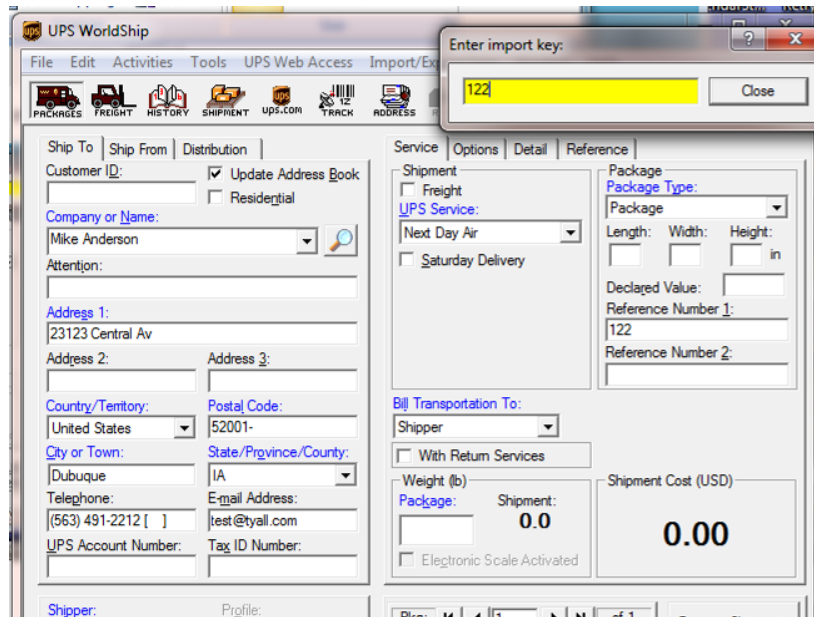 UPS WorldShip
Enter import key:
File Edit Activities Tools UPS Web Access Import/Exp
122
Close
PACKAGES FREIGHT HISTORY SHIPMENT UPS.COM TRACK ADDRESS
Ship To Ship From Distribution
Service Options Detail Reference
Customer ID:
Update Address Book
Residential
Company or Name:
Mike Anderson
Attention:
Address 1:
23123 Central Av
Address 2: Address 3:
Country/Territory: Postal Code:
United States 52001-
City or Town: State/Province/County:
Dubuque IA
Telephone: E-mail Address:
(563) 491-2212 [ ] test@tyall.com
UPS Account Number: Tax ID Number:
Shipper: Profile:
Shipment
Freight
UPS Service:
Next Day Air
Saturday Delivery
Package
Package Type:
Package
Length: Width: Height:
in
Declared Value:
Reference Number 1:
122
Reference Number 2:
Bill Transportation To:
Shipper
With Return Services
Weight (lb)
Package: Shipment:
0.0
Electronic Scale Activated
Shipment Cost (USD)
0.00
Pkg: 1 of 1